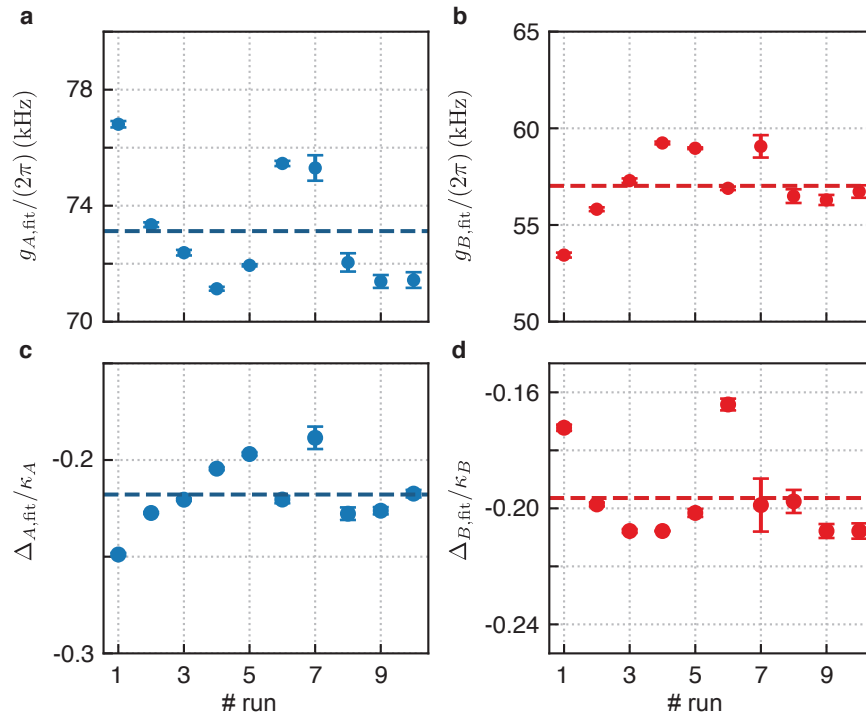 a
78
73
70
g_{A,fit}/(2π) (kHz)
b
65
60
55
50
g_{B,fit}/(2π) (kHz)
c
-0.2
-0.3
Δ_{A,fit}/κ_A
1 3 5 7 9
# run
d
-0.16
-0.20
-0.24
Δ_{B,fit}/κ_B
1 3 5 7 9
# run